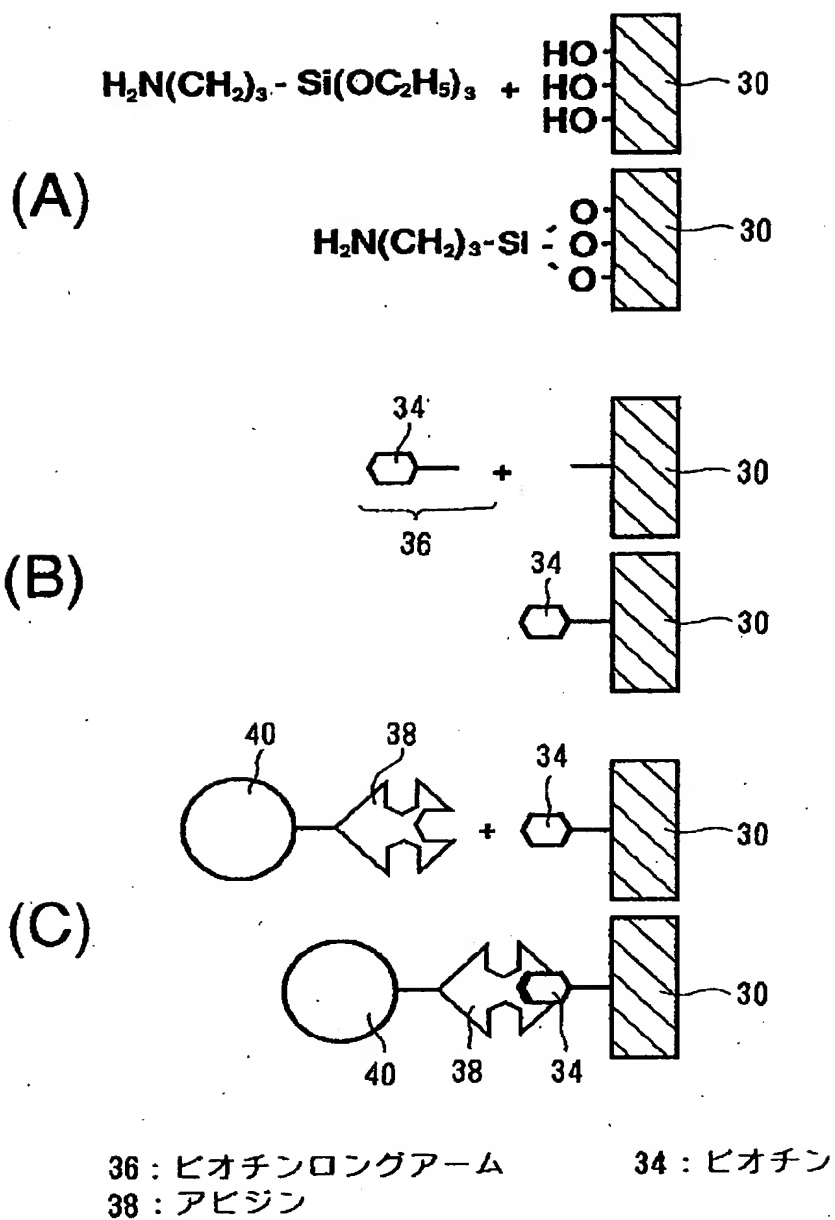 HO
H₂N(CH₂)₃-Si(OC₂H₅)₃ + HO 30
HO
(A)
O
H₂N(CH₂)₃-Si O 30
O
34
+ 30
36
(B)
34
30
40 38 34
+ 30
(C)
30
40 38 34
36：ビオチンロングアーム 34：ビオチン
38：アビジン